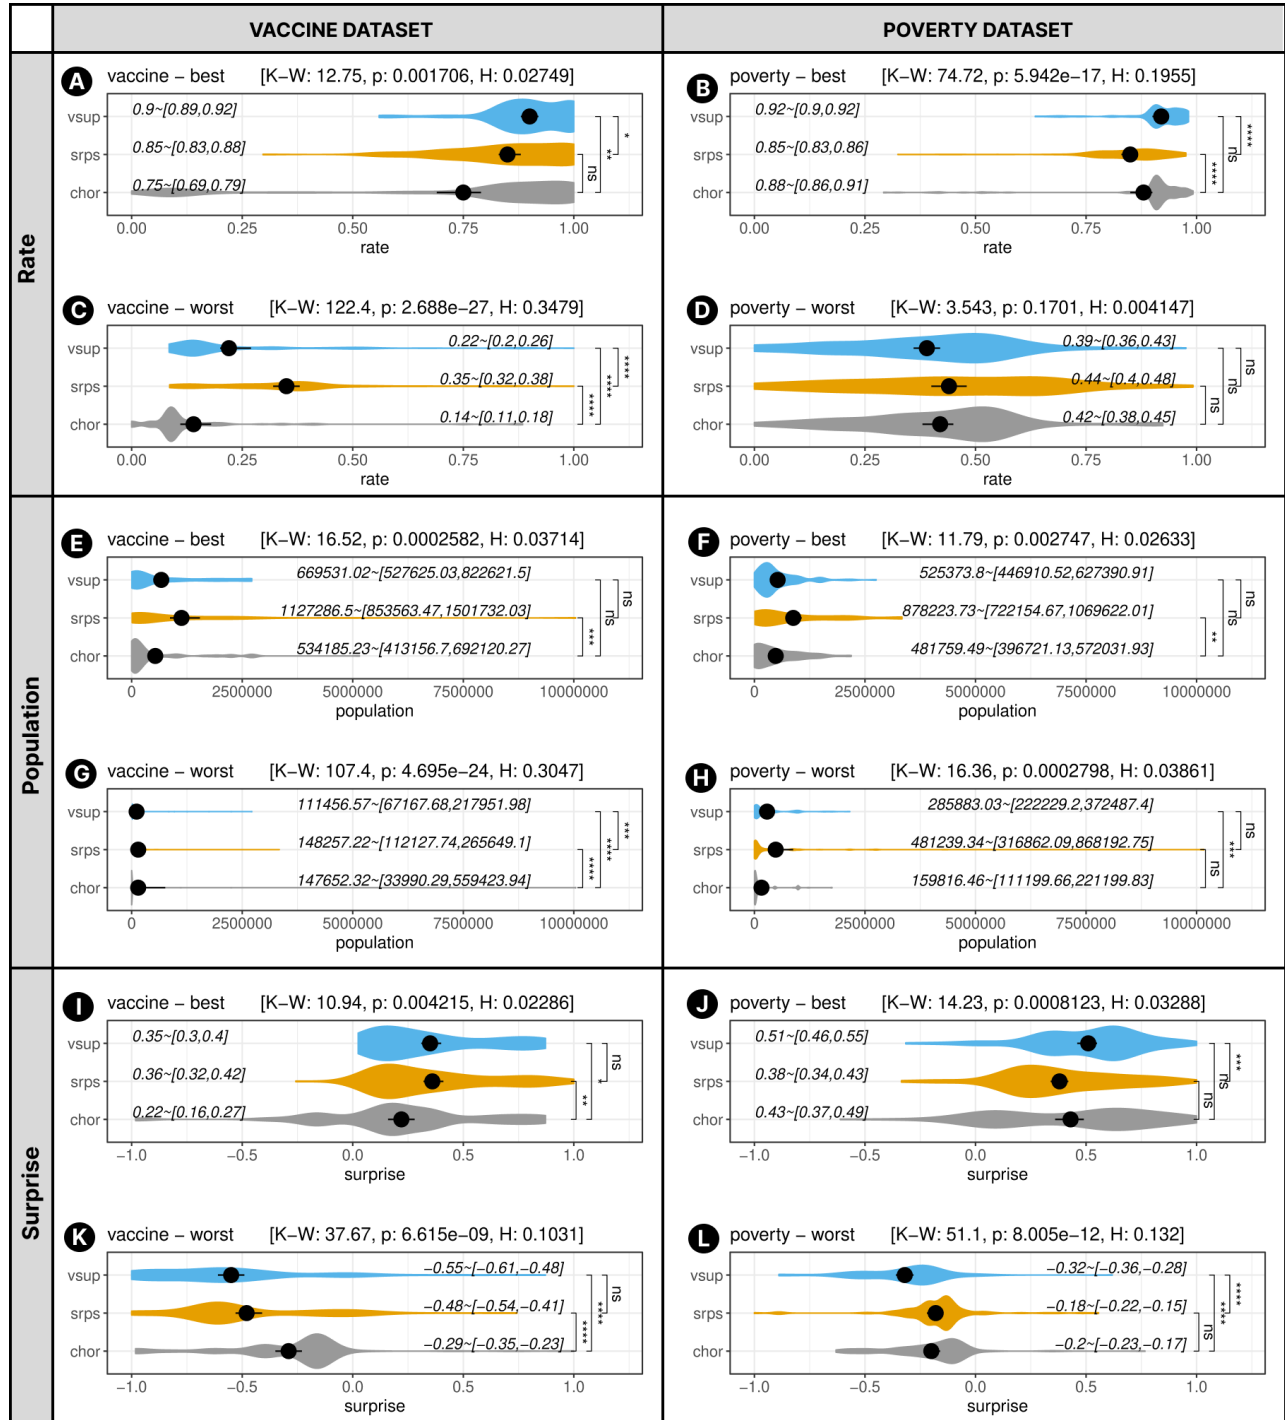 VACCINE DATASET
POVERTY DATASET
Rate
A vaccine − best [K−W: 12.75, p: 0.001706, H: 0.02749]
vsup 0.9~[0.89,0.92]
srps 0.85~[0.83,0.88]
chor 0.75~[0.69,0.79]
* ** ns
0.00 0.25 0.50 0.75 1.00
rate
B poverty − best [K−W: 74.72, p: 5.942e−17, H: 0.1955]
vsup 0.92~[0.9,0.92]
srps 0.85~[0.83,0.86]
chor 0.88~[0.86,0.91]
**** ns ****
0.00 0.25 0.50 0.75 1.00
rate
C vaccine − worst [K−W: 122.4, p: 2.688e−27, H: 0.3479]
vsup 0.22~[0.2,0.26]
srps 0.35~[0.32,0.38]
chor 0.14~[0.11,0.18]
**** **** ****
0.00 0.25 0.50 0.75 1.00
rate
D poverty − worst [K−W: 3.543, p: 0.1701, H: 0.004147]
vsup 0.39~[0.36,0.43]
srps 0.44~[0.4,0.48]
chor 0.42~[0.38,0.45]
ns ns ns
0.00 0.25 0.50 0.75 1.00
rate
Population
E vaccine − best [K−W: 16.52, p: 0.0002582, H: 0.03714]
vsup 669531.02~[527625.03,822621.5]
srps 1127286.5~[853563.47,1501732.03]
chor 534185.23~[413156.7,692120.27]
ns ns ***
0 2500000 5000000 7500000 10000000
population
F poverty − best [K−W: 11.79, p: 0.002747, H: 0.02633]
vsup 525373.8~[446910.52,627390.91]
srps 878223.73~[722154.67,1069622.01]
chor 481759.49~[396721.13,572031.93]
ns ns **
0 2500000 5000000 7500000 10000000
population
G vaccine − worst [K−W: 107.4, p: 4.695e−24, H: 0.3047]
vsup 111456.57~[67167.68,217951.98]
srps 148257.22~[112127.74,265649.1]
chor 147652.32~[33990.29,559423.94]
*** **** ****
0 2500000 5000000 7500000 10000000
population
H poverty − worst [K−W: 16.36, p: 0.0002798, H: 0.03861]
vsup 285883.03~[222229.2,372487.4]
srps 481239.34~[316862.09,868192.75]
chor 159816.46~[111199.66,221199.83]
ns *** ns
0 2500000 5000000 7500000 10000000
population
Surprise
I vaccine − best [K−W: 10.94, p: 0.004215, H: 0.02286]
vsup 0.35~[0.3,0.4]
srps 0.36~[0.32,0.42]
chor 0.22~[0.16,0.27]
ns * **
−1.0 −0.5 0.0 0.5 1.0
surprise
J poverty − best [K−W: 14.23, p: 0.0008123, H: 0.03288]
vsup 0.51~[0.46,0.55]
srps 0.38~[0.34,0.43]
chor 0.43~[0.37,0.49]
*** ns ns
−1.0 −0.5 0.0 0.5 1.0
surprise
K vaccine − worst [K−W: 37.67, p: 6.615e−09, H: 0.1031]
vsup −0.55~[−0.61,−0.48]
srps −0.48~[−0.54,−0.41]
chor −0.29~[−0.35,−0.23]
ns **** ****
−1.0 −0.5 0.0 0.5 1.0
surprise
L poverty − worst [K−W: 51.1, p: 8.005e−12, H: 0.132]
vsup −0.32~[−0.36,−0.28]
srps −0.18~[−0.22,−0.15]
chor −0.2~[−0.23,−0.17]
**** **** ns
−1.0 −0.5 0.0 0.5 1.0
surprise